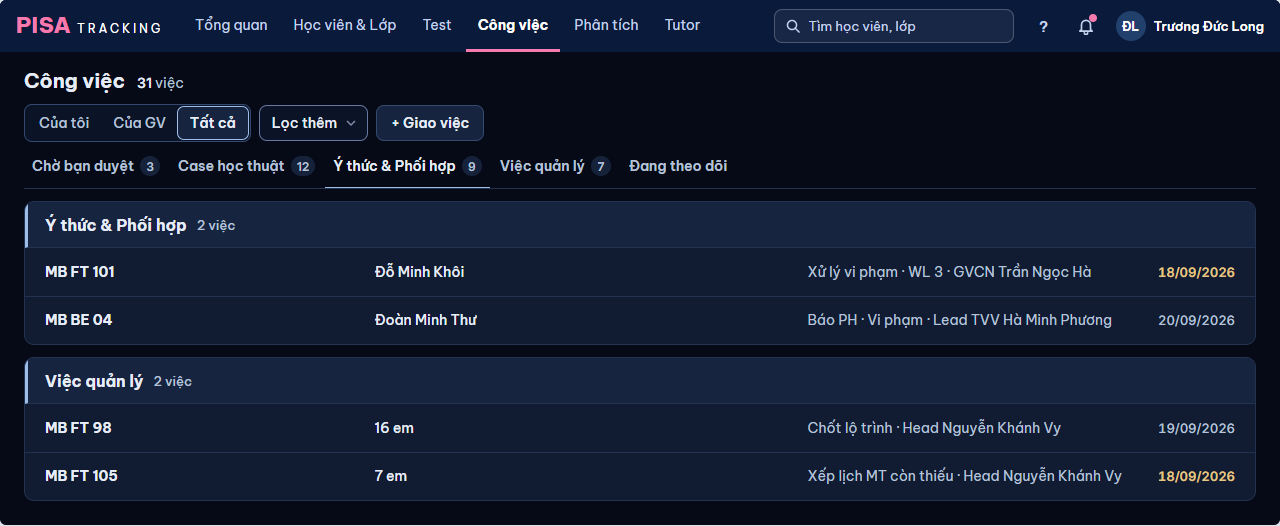 PISA TRACKING Tổng quan Học viên & Lớp Test Công việc Phân tích Tutor Tìm học viên, lớp ? ĐL Trương Đức Long
Công việc 31 việc
Của tôi Của GV Tất cả Lọc thêm + Giao việc
Chờ bạn duyệt 3 Case học thuật 12 Ý thức & Phối hợp 9 Việc quản lý 7 Đang theo dõi
Ý thức & Phối hợp 2 việc
MB FT 101 Đỗ Minh Khôi Xử lý vi phạm · WL 3 · GVCN Trần Ngọc Hà 18/09/2026
MB BE 04 Đoàn Minh Thư Báo PH · Vi phạm · Lead TVV Hà Minh Phương 20/09/2026
Việc quản lý 2 việc
MB FT 98 16 em Chốt lộ trình · Head Nguyễn Khánh Vy 19/09/2026
MB FT 105 7 em Xếp lịch MT còn thiếu · Head Nguyễn Khánh Vy 18/09/2026